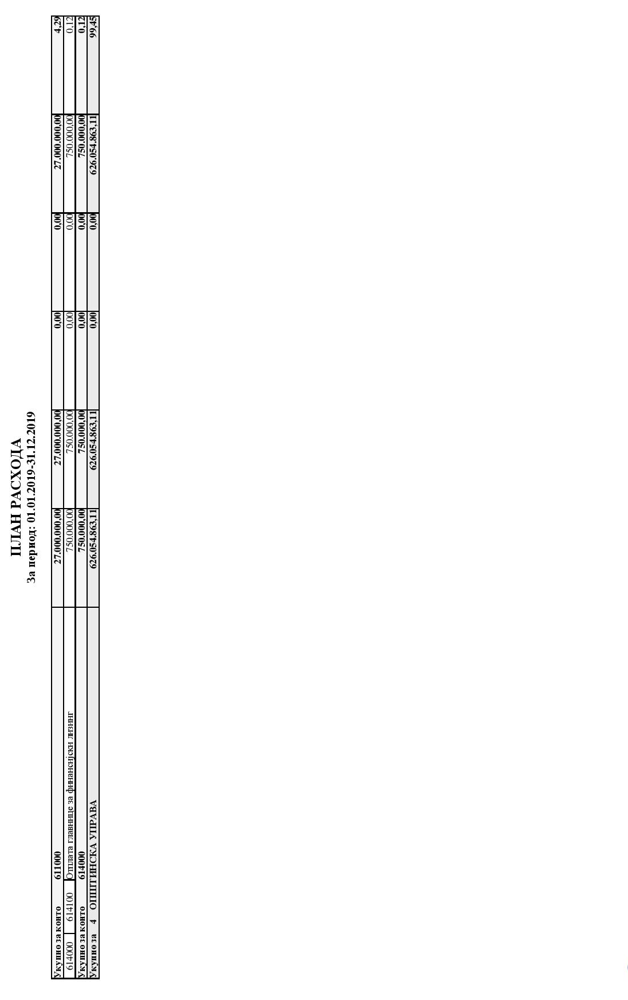 ПЛАН РАСХОДА
За период: 01.01.2019-31.12.2019
Укупно за конто 611000 27.000.000,00 27.000.000,00 0,00 0,00 27.000.000,00 4,29
614000 614100 Отплата главнице за финансијски лизинг 750.000,00 750.000,00 0,00 0,00 750.000,00 0,12
Укупно за конто 614000 750.000,00 750.000,00 0,00 0,00 750.000,00 0,12
Укупно за 4 ОПШТИНСКА УПРАВА 626.054.863,11 626.054.863,11 0,00 0,00 626.054.863,11 99,45